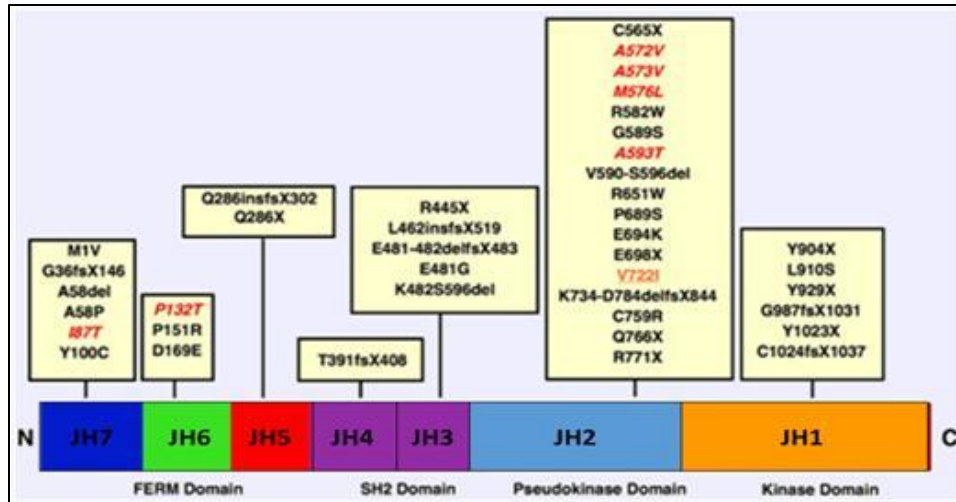 C565X
A572V
A573V
M576L
R582W
G589S
A593T
V590-S596del
R651W
P689S
E694K
E698X
V722I
K734-D784delfsX844
C759R
Q766X
R771X
Q286insfsX302
Q286X
R445X
L462insfsX519
E481-482delfsX483
E481G
K482S596del
M1V
G36fsX146
A58del
A58P
I87T
Y100C
P132T
P151R
D169E
T391fsX408
Y904X
L910S
Y929X
G987fsX1031
Y1023X
C1024fsX1037
N JH7 JH6 JH5 JH4 JH3 JH2 JH1 C
FERM Domain SH2 Domain Pseudokinase Domain Kinase Domain